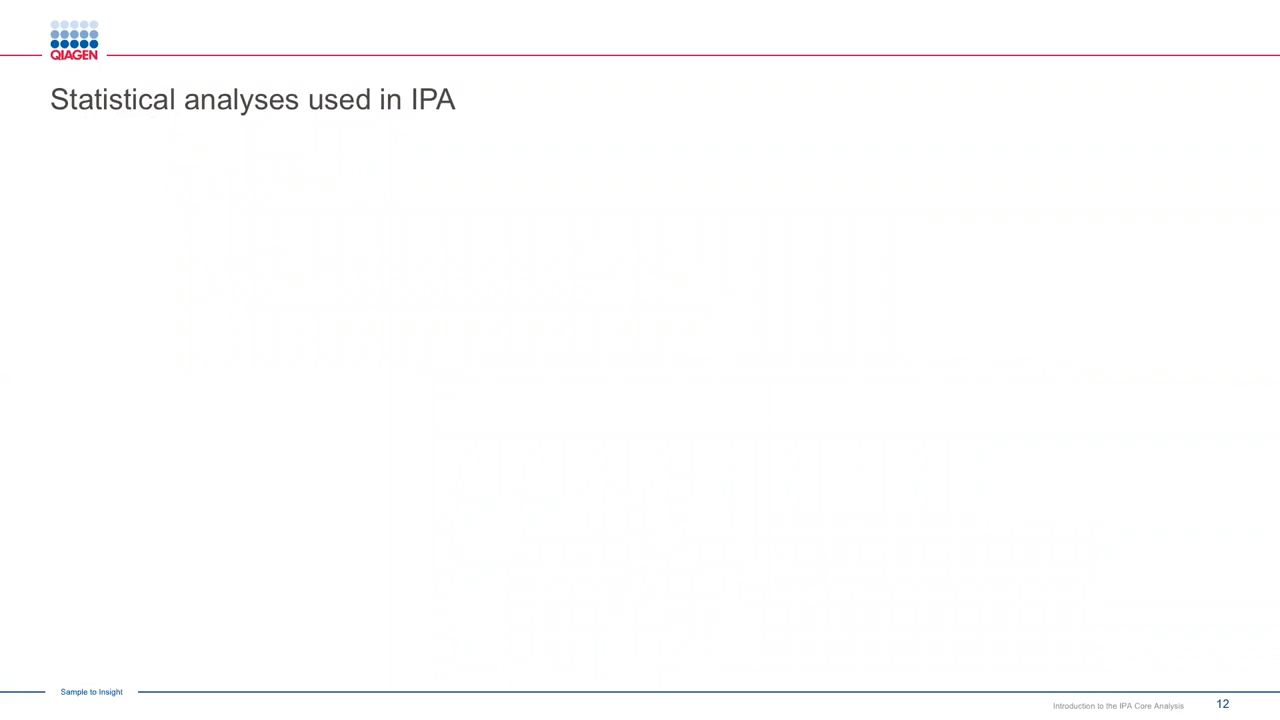 QIAGEN
Statistical analyses used in IPA
Sample to Insight
Introduction to the IPA Core Analysis
12